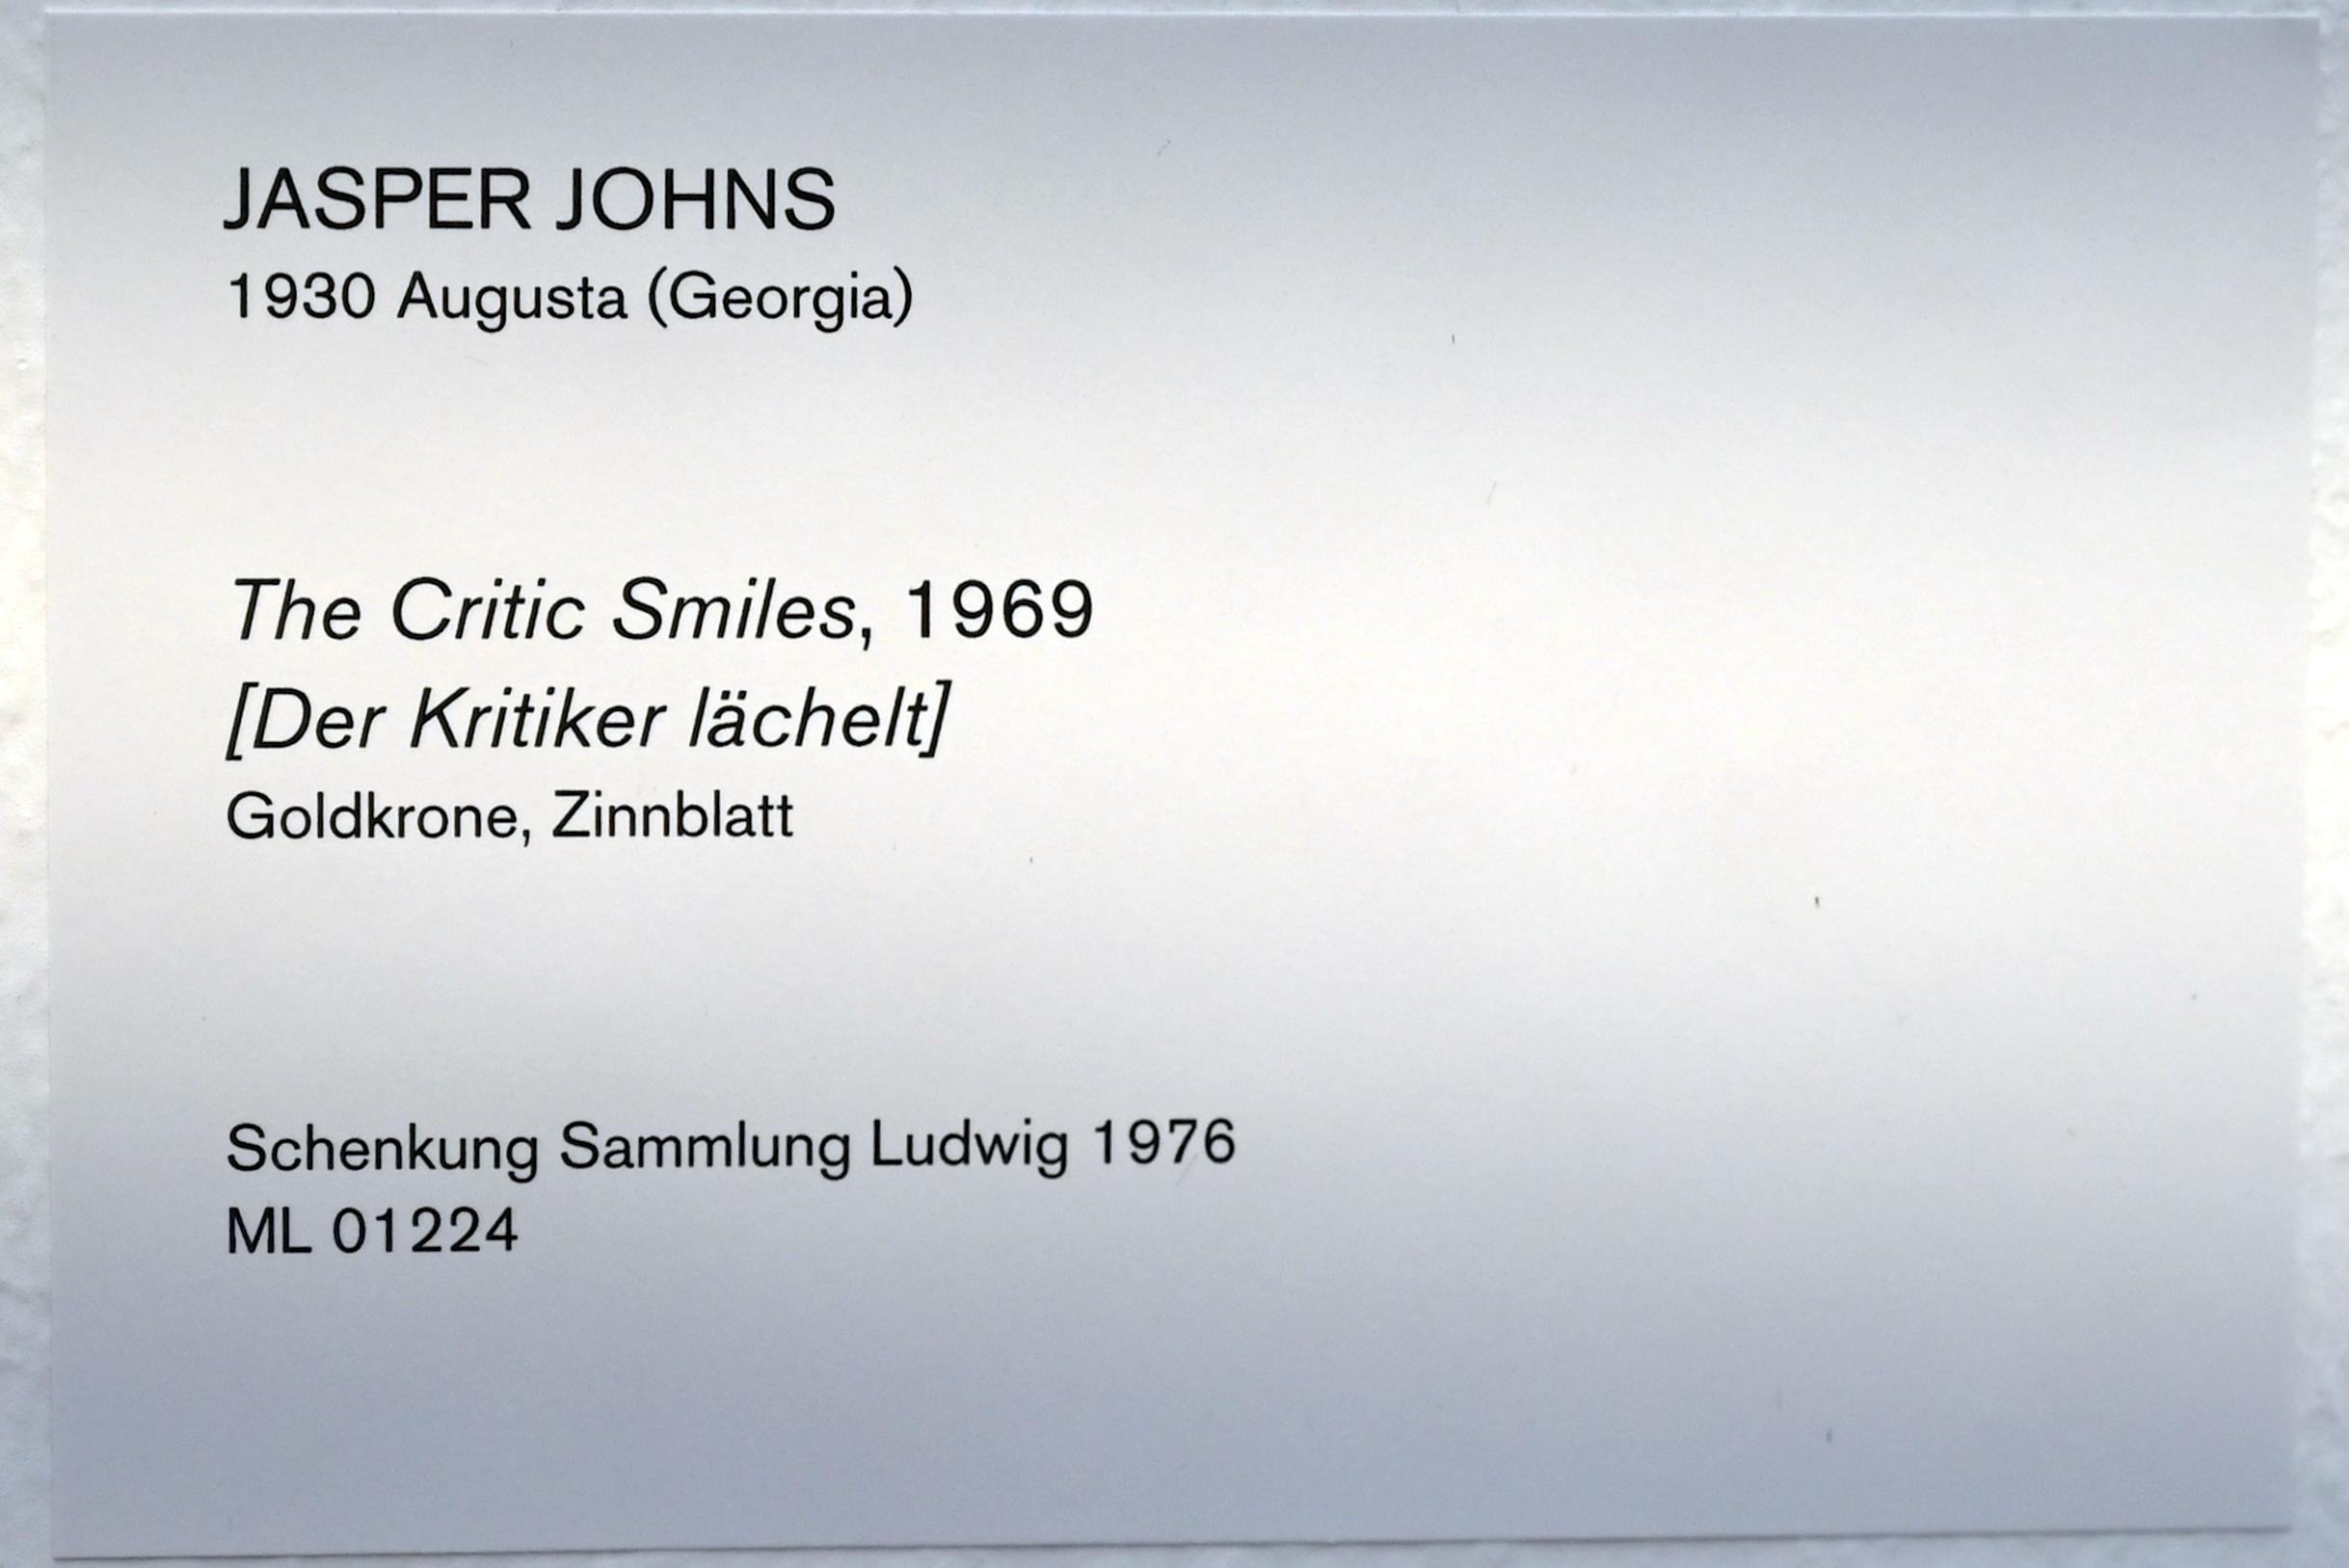 JASPER JOHNS
1930 Augusta (Georgia)
The Critic Smiles, 1969
[Der Kritiker lächelt]
Goldkrone, Zinnblatt
Schenkung Sammlung Ludwig 1976
ML 01224